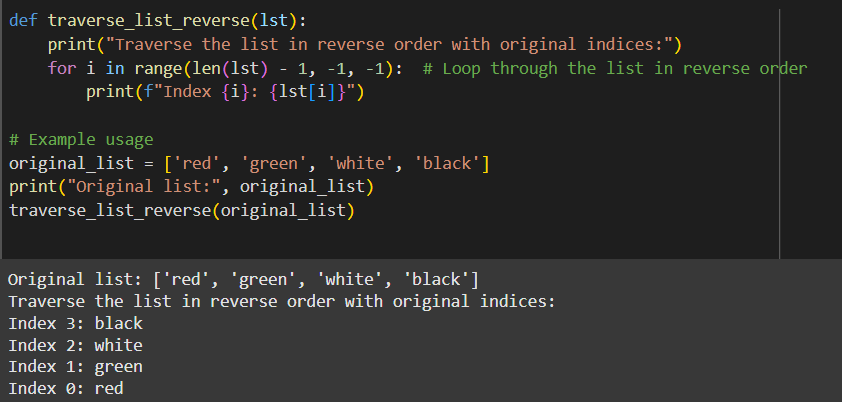 def traverse_list_reverse(lst):
    print("Traverse the list in reverse order with original indices:")
    for i in range(len(lst) - 1, -1, -1):  # Loop through the list in reverse order
        print(f"Index {i}: {lst[i]}")

# Example usage
original_list = ['red', 'green', 'white', 'black']
print("Original list:", original_list)
traverse_list_reverse(original_list)

Original list: ['red', 'green', 'white', 'black']
Traverse the list in reverse order with original indices:
Index 3: black
Index 2: white
Index 1: green
Index 0: red